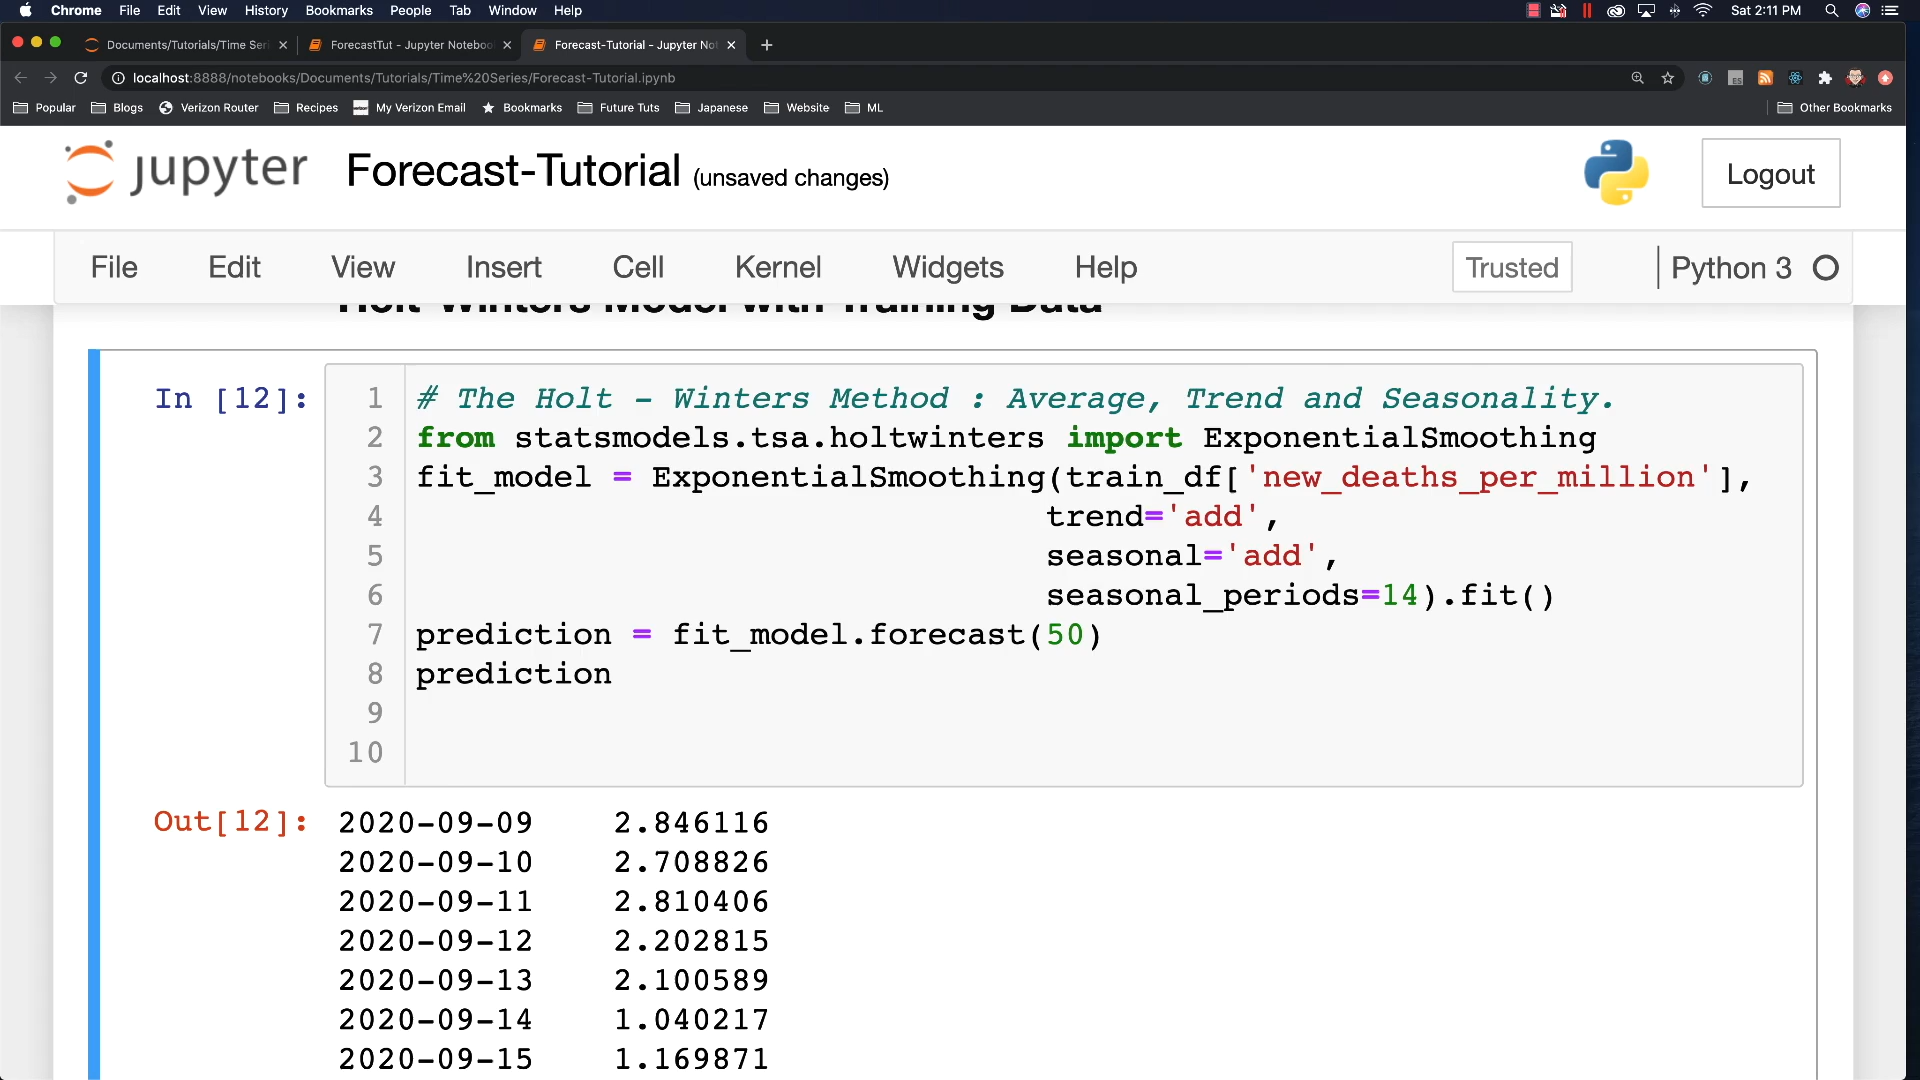 Chrome File Edit View History Bookmarks People Tab Window Help Sat 2:11 PM
Documents/Tutorials/Time Ser ForecastTut - Jupyter Noteboo Forecast-Tutorial - Jupyter Not
localhost:8888/notebooks/Documents/Tutorials/Time%20Series/Forecast-Tutorial.ipynb
Popular Blogs Verizon Router Recipes My Verizon Email Bookmarks Future Tuts Japanese Website ML Other Bookmarks
jupyter Forecast-Tutorial (unsaved changes) Logout
File Edit View Insert Cell Kernel Widgets Help Trusted Python 3
Holt-Winters Model with Training Data
In [12]:
1 # The Holt - Winters Method : Average, Trend and Seasonality.
2 from statsmodels.tsa.holtwinters import ExponentialSmoothing
3 fit_model = ExponentialSmoothing(train_df['new_deaths_per_million'],
4 trend='add',
5 seasonal='add',
6 seasonal_periods=14).fit()
7 prediction = fit_model.forecast(50)
8 prediction
9
10
Out[12]: 2020-09-09 2.846116
2020-09-10 2.708826
2020-09-11 2.810406
2020-09-12 2.202815
2020-09-13 2.100589
2020-09-14 1.040217
2020-09-15 1.169871